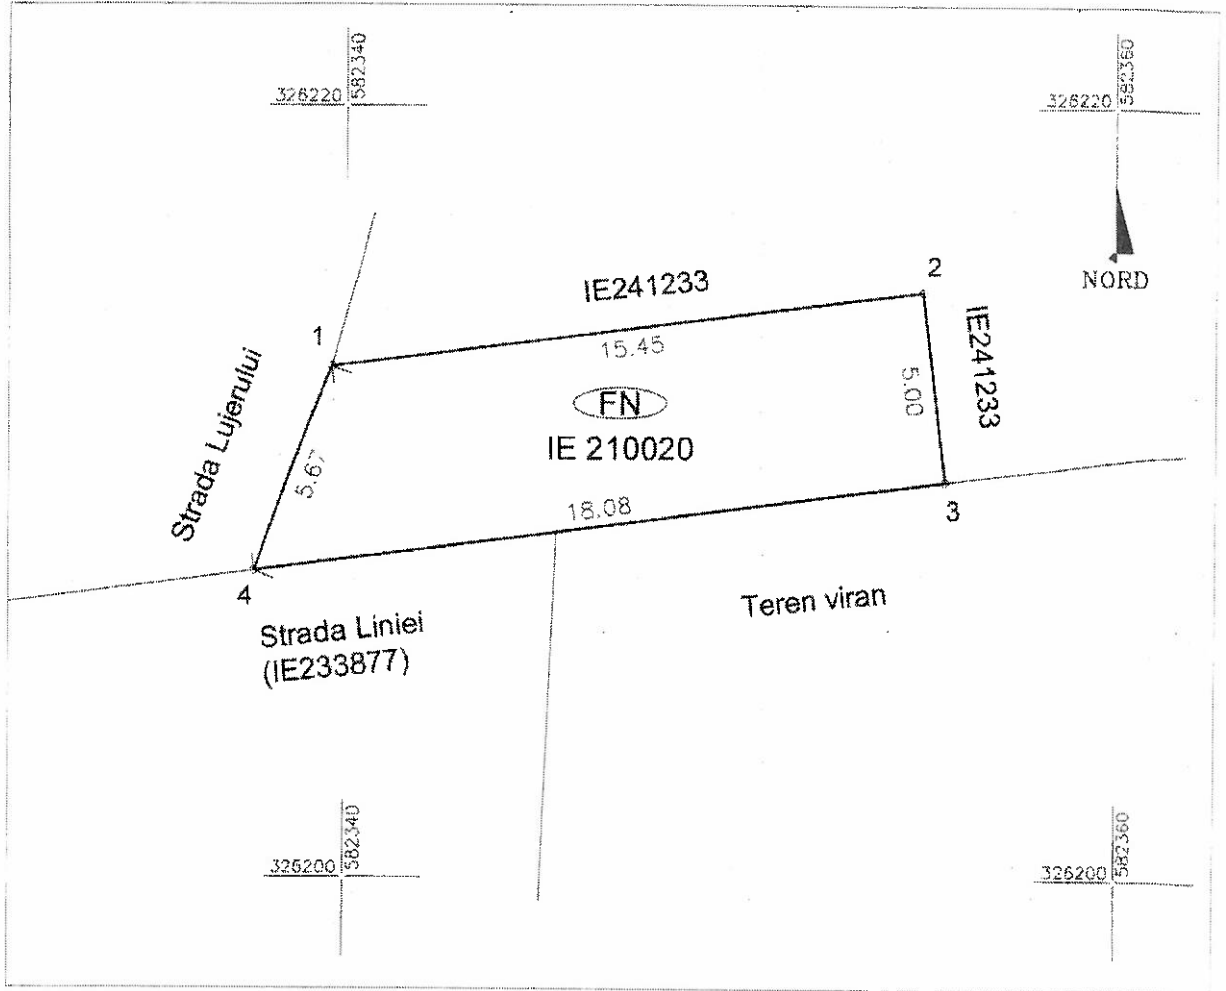 326220
582340
326220
582360
NORD
IE241233
2
1
15.45
IE241233
5.00
Strada Lujerului
FN
IE 210020
5.67
18.08
3
4
Strada Liniei
(IE233877)
Teren viran
326200
582340
326200
582360